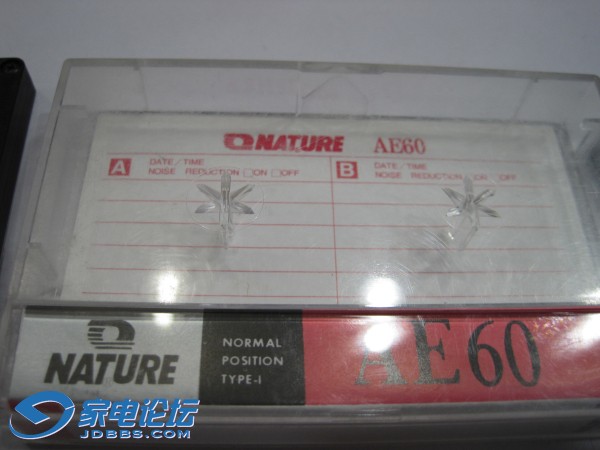 NATURE AE60
A DATE/TIME
NOISE REDUCTION □ON □OFF
B DATE/TIME
NOISE REDUCTION □ON □OFF
NATURE
NORMAL
POSITION
TYPE-I
AE60
家电论坛
JDBBS.COM